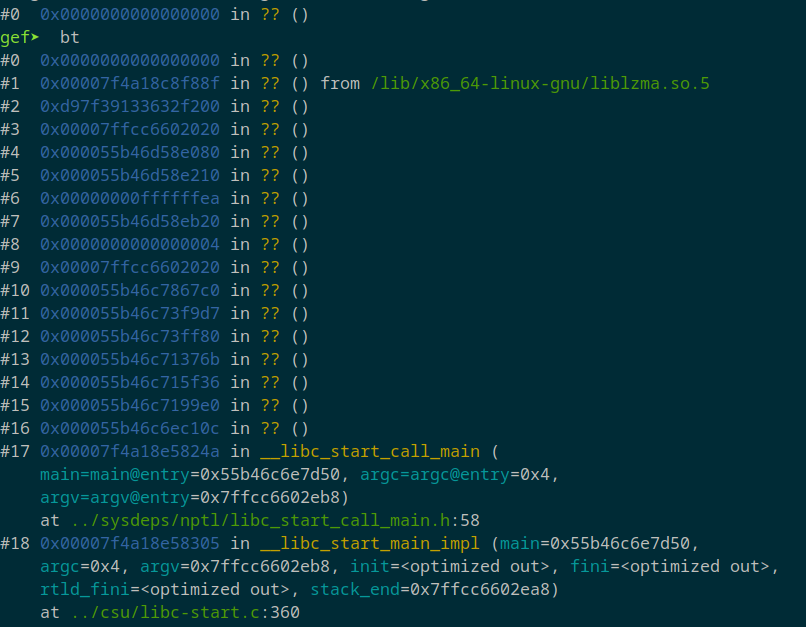 #0  0x0000000000000000 in ?? ()
gef➤  bt
#0  0x0000000000000000 in ?? ()
#1  0x00007f4a18c8f88f in ?? () from /lib/x86_64-linux-gnu/liblzma.so.5
#2  0xd97f39133632f200 in ?? ()
#3  0x00007ffcc6602020 in ?? ()
#4  0x000055b46d58e080 in ?? ()
#5  0x000055b46d58e210 in ?? ()
#6  0x00000000ffffffea in ?? ()
#7  0x000055b46d58eb20 in ?? ()
#8  0x0000000000000004 in ?? ()
#9  0x00007ffcc6602020 in ?? ()
#10 0x000055b46c7867c0 in ?? ()
#11 0x000055b46c73f9d7 in ?? ()
#12 0x000055b46c73ff80 in ?? ()
#13 0x000055b46c71376b in ?? ()
#14 0x000055b46c715f36 in ?? ()
#15 0x000055b46c7199e0 in ?? ()
#16 0x000055b46c6ec10c in ?? ()
#17 0x00007f4a18e5824a in __libc_start_call_main (
    main=main@entry=0x55b46c6e7d50, argc=argc@entry=0x4,
    argv=argv@entry=0x7ffcc6602eb8)
    at ../sysdeps/nptl/libc_start_call_main.h:58
#18 0x00007f4a18e58305 in __libc_start_main_impl (main=0x55b46c6e7d50,
    argc=0x4, argv=0x7ffcc6602eb8, init=<optimized out>, fini=<optimized out>,
    rtld_fini=<optimized out>, stack_end=0x7ffcc6602ea8)
    at ../csu/libc-start.c:360